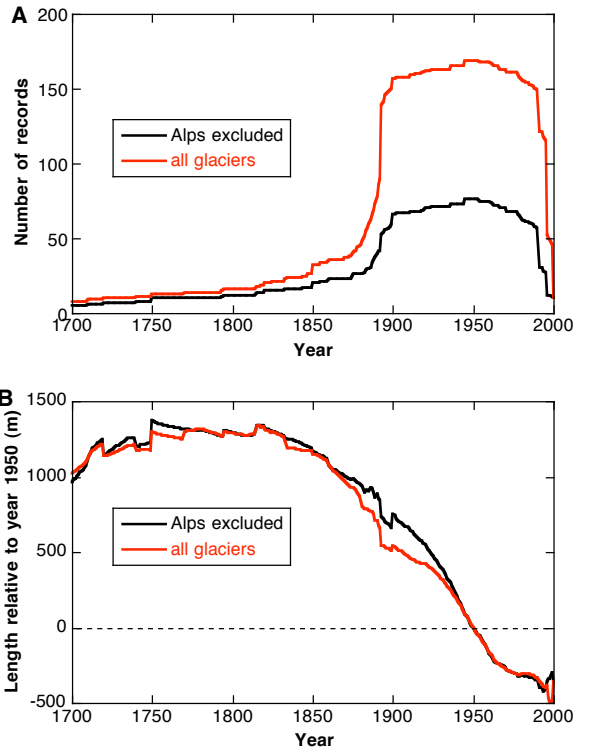 A
200
150
100
50
0
Number of records
Alps excluded
all glaciers
1700 1750 1800 1850 1900 1950 2000
Year
B
1500
1000
500
0
-500
Length relative to year 1950 (m)
Alps excluded
all glaciers
1700 1750 1800 1850 1900 1950 2000
Year